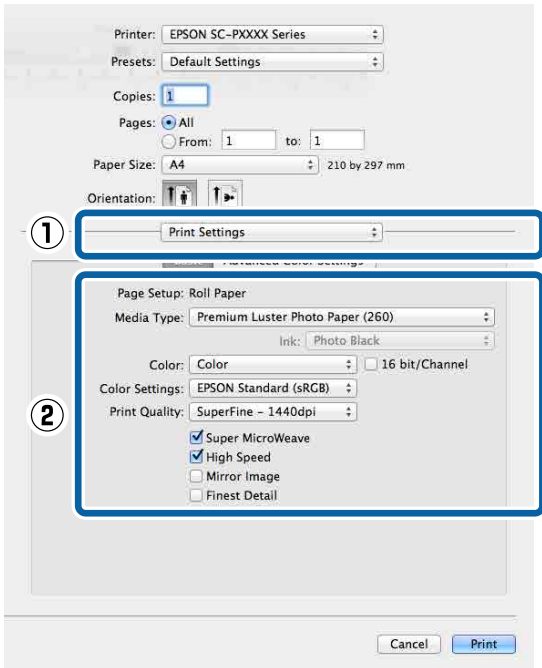 Printer: EPSON SC-PXXXX Series
Presets: Default Settings
Copies: 1
Pages: All
From: 1 to: 1
Paper Size: A4 210 by 297 mm
Orientation:
① Print Settings
Advanced Color Settings
Page Setup: Roll Paper
Media Type: Premium Luster Photo Paper (260)
Ink: Photo Black
Color: Color 16 bit/Channel
Color Settings: EPSON Standard (sRGB)
② Print Quality: SuperFine - 1440dpi
Super MicroWeave
High Speed
Mirror Image
Finest Detail
Cancel Print